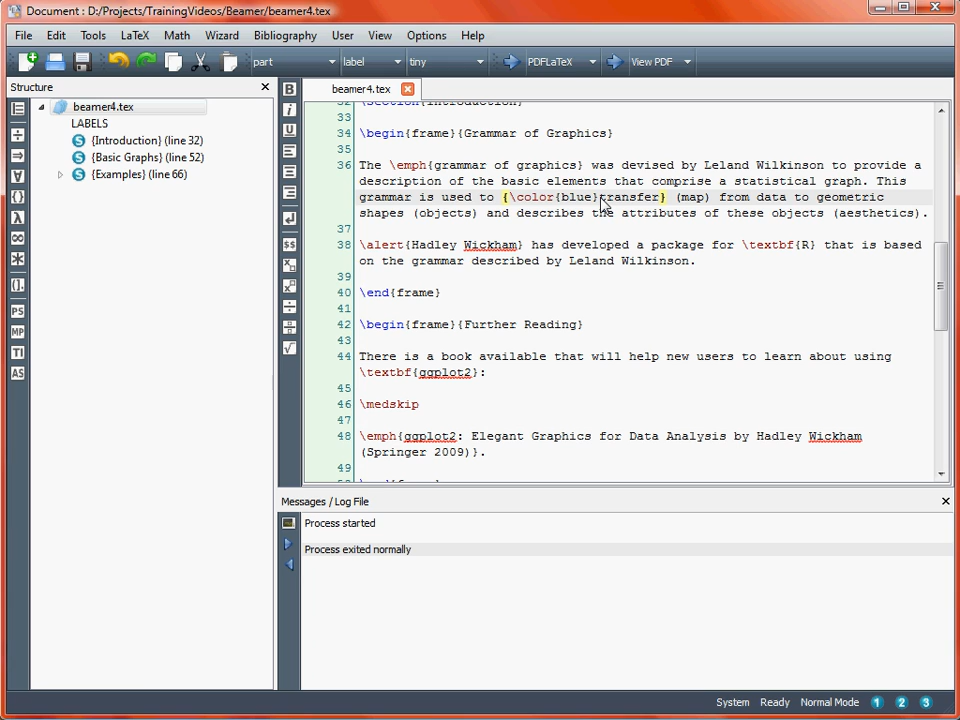 Document : D:/Projects/TrainingVideos/Beamer/beamer4.tex
File Edit Tools LaTeX Math Wizard Bibliography User View Options Help
part label tiny PDFLaTeX View PDF
Structure
beamer4.tex
beamer4.tex
LABELS
{Introduction} (line 32)
{Basic Graphs} (line 52)
{Examples} (line 66)
PS
MP
TI
AS
32 \section{Introduction}
33
34 \begin{frame}{Grammar of Graphics}
35
36 The \emph{grammar of graphics} was devised by Leland Wilkinson to provide a
description of the basic elements that comprise a statistical graph. This
grammar is used to {\color{blue}transfer} (map) from data to geometric
shapes (objects) and describes the attributes of these objects (aesthetics).
37
38 \alert{Hadley Wickham} has developed a package for \textbf{R} that is based
on the grammar described by Leland Wilkinson.
39
40 \end{frame}
41
42 \begin{frame}{Further Reading}
43
44 There is a book available that will help new users to learn about using
\textbf{ggplot2}:
45
46 \medskip
47
48 \emph{ggplot2: Elegant Graphics for Data Analysis by Hadley Wickham
(Springer 2009)}.
49
Messages / Log File
Process started
Process exited normally
System Ready Normal Mode 1 2 3